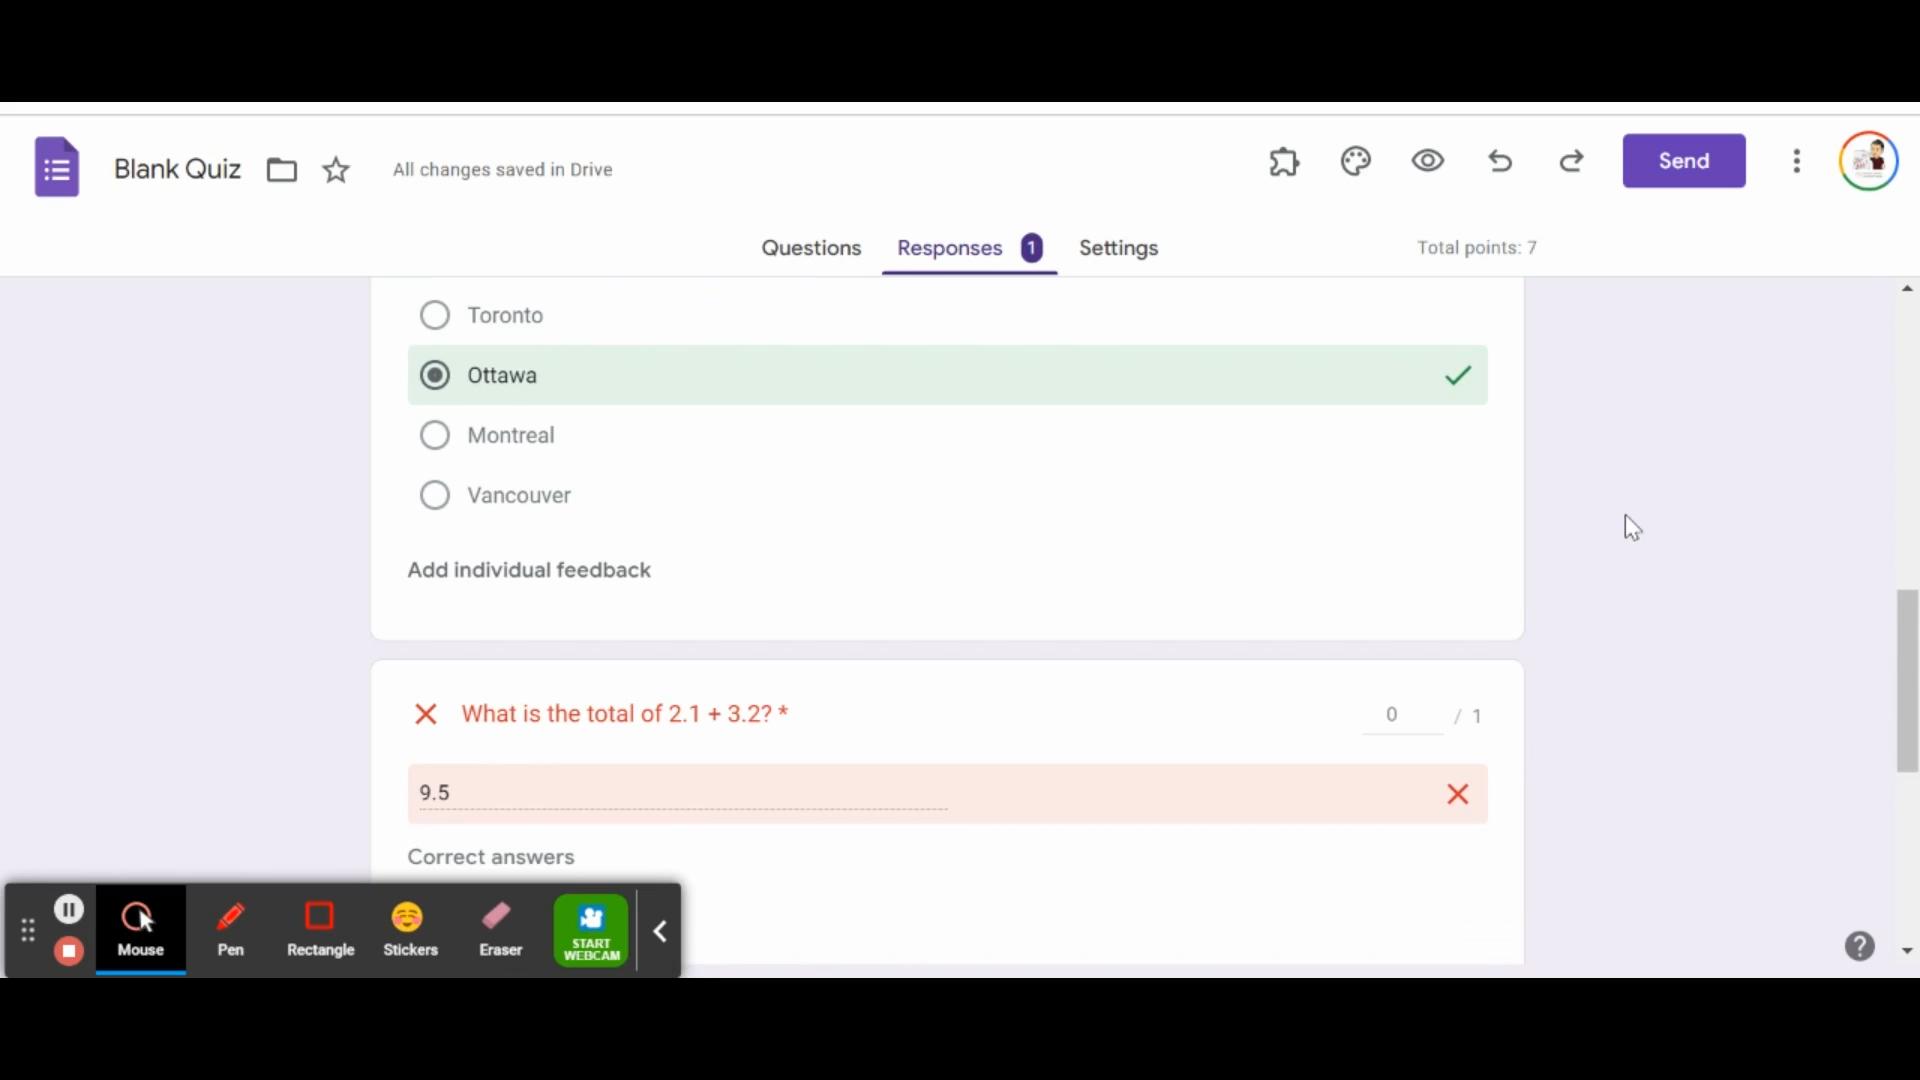 Blank Quiz
All changes saved in Drive
Send
Questions
Responses 1
Settings
Total points: 7
Toronto
Ottawa
Montreal
Vancouver
Add individual feedback
What is the total of 2.1 + 3.2? *
0 / 1
9.5
Correct answers
Mouse
Pen
Rectangle
Stickers
Eraser
START
WEBCAM